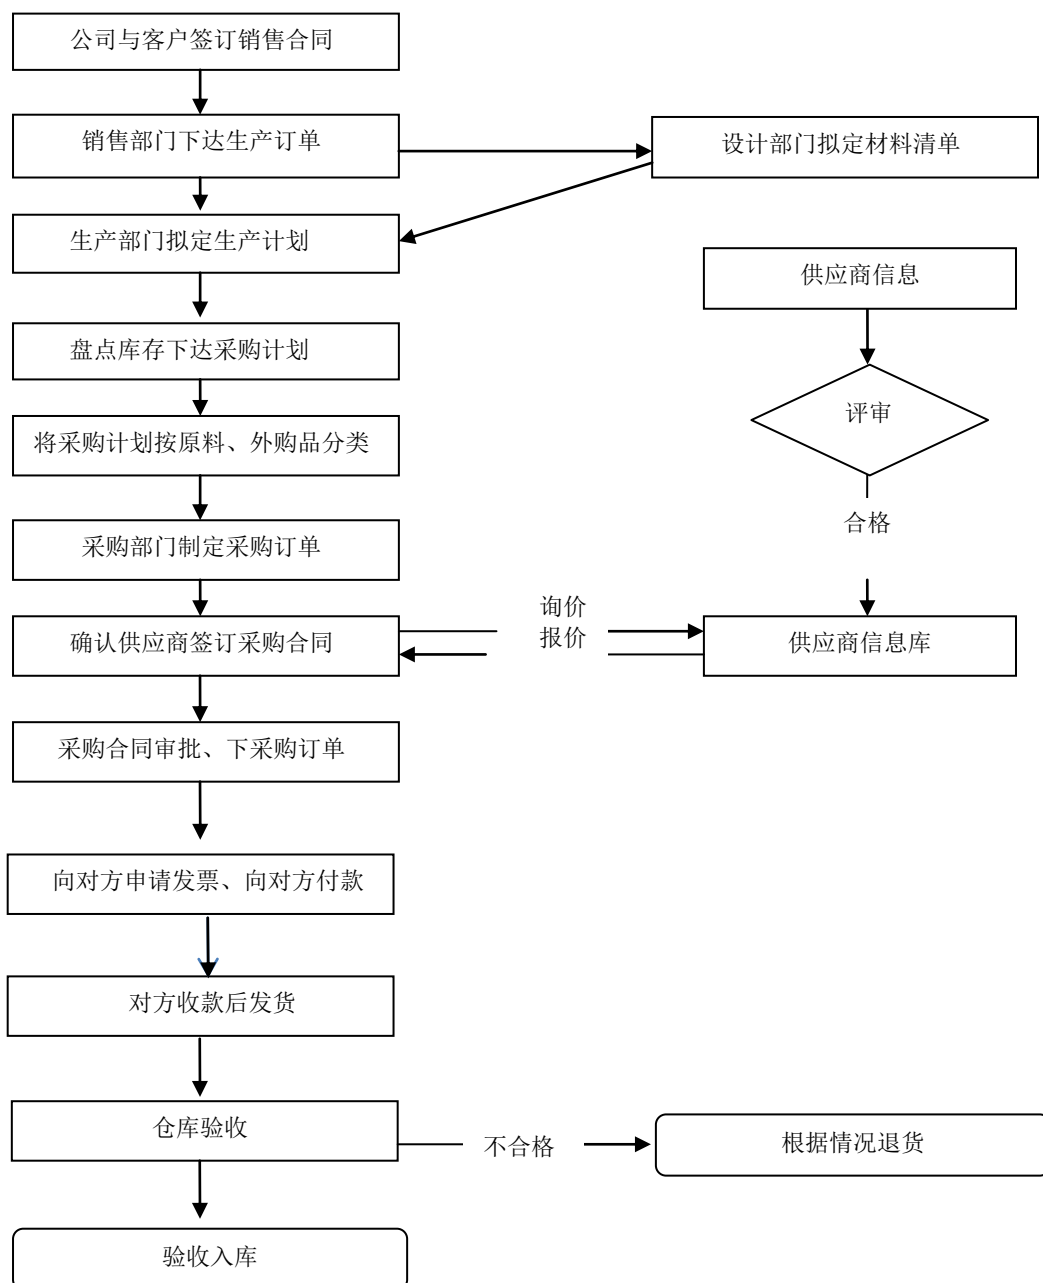 公司与客户签订销售合同
销售部门下达生产订单
设计部门拟定材料清单
生产部门拟定生产计划
供应商信息
盘点库存下达采购计划
评审
将采购计划按原料、外购品分类
合格
采购部门制定采购订单
询价
报价
确认供应商签订采购合同
供应商信息库
采购合同审批、下采购订单
向对方申请发票、向对方付款
对方收款后发货
仓库验收
不合格
根据情况退货
验收入库